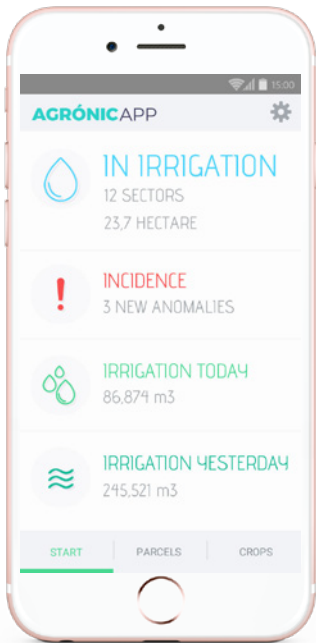 15:00
AGRÓNICAPP
IN IRRIGATION
12 SECTORS
23,7 HECTARE
INCIDENCE
3 NEW ANOMALIES
IRRIGATION TODAY
86,874 m3
IRRIGATION YESTERDAY
245,521 m3
START PARCELS CROPS